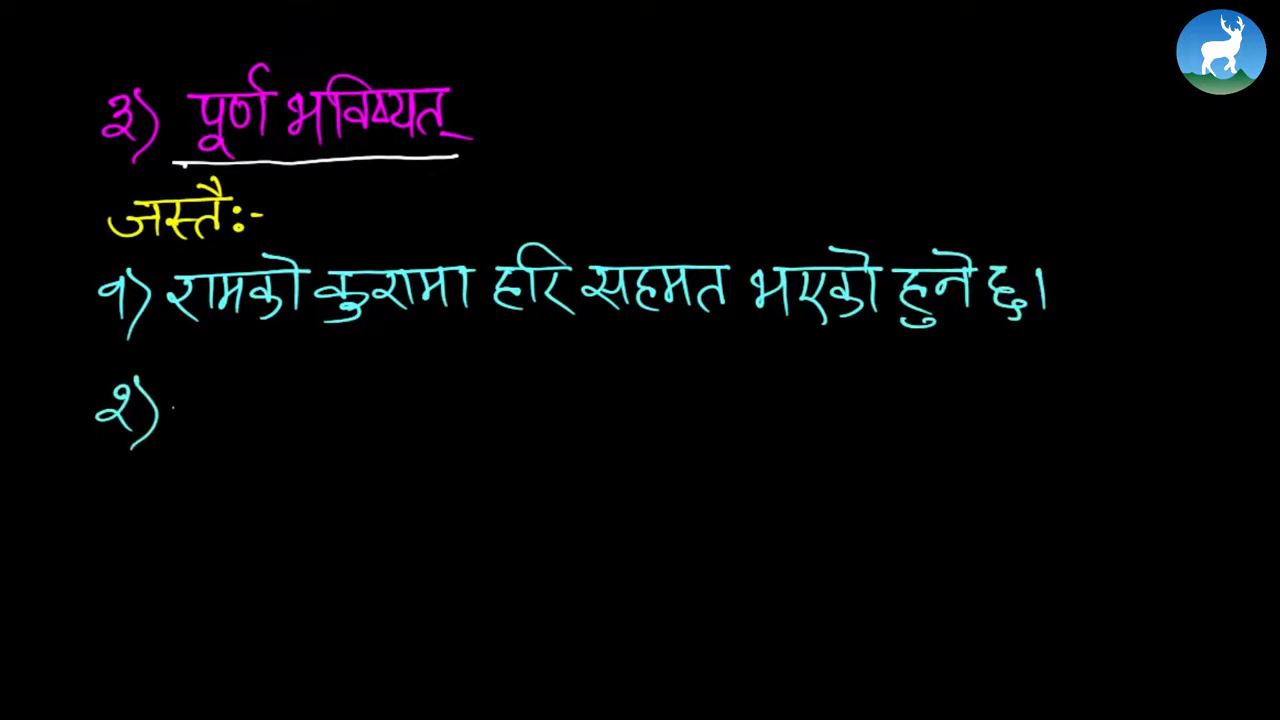 ३) पूर्ण भविष्यत्
जस्तै:-
१) रामको कुरामा हरि सहमत भएको हुने छ।
२)